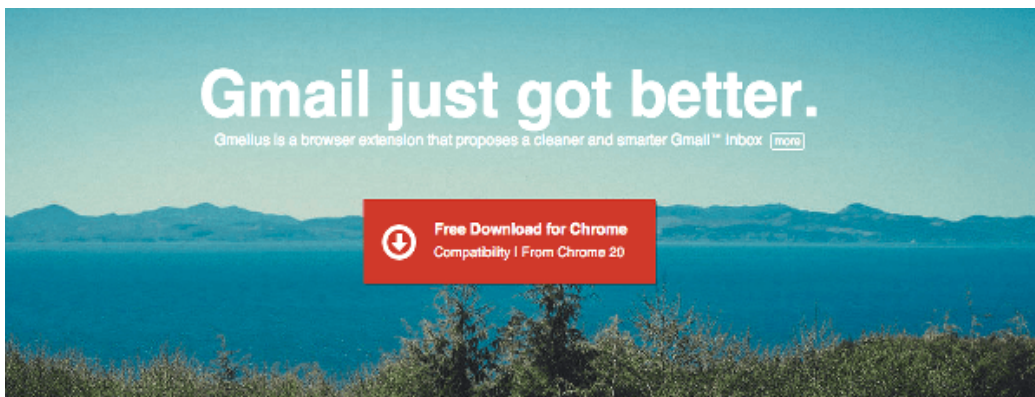 Gmail just got better.
Gmelius is a browser extension that proposes a cleaner and smarter Gmail™ inbox more
Free Download for Chrome
Compatibility | From Chrome 20